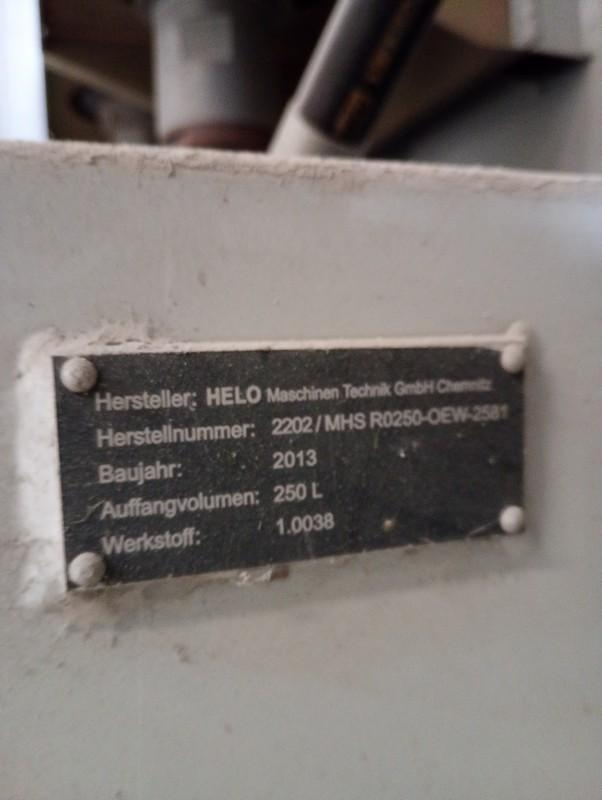 Hersteller: HELO Maschinen Technik GmbH Chemnitz
Herstellnummer: 2202/MHS R0250-OEW-2581
Baujahr: 2013
Auffangvolumen: 250 L
Werkstoff: 1.0038